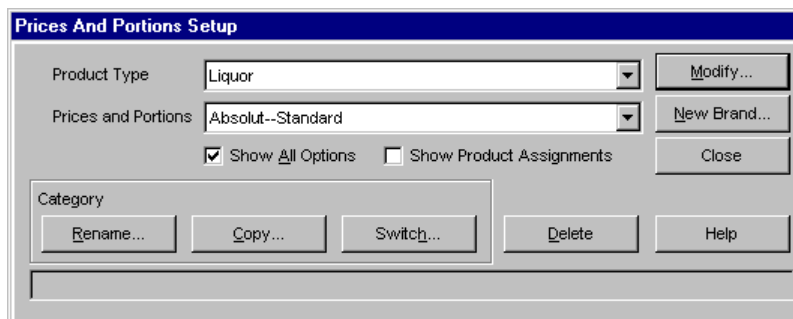 Prices And Portions Setup
Product Type Liquor Modify...
Prices and Portions Absolut--Standard New Brand...
Show All Options Show Product Assignments Close
Category
Rename... Copy... Switch... Delete Help